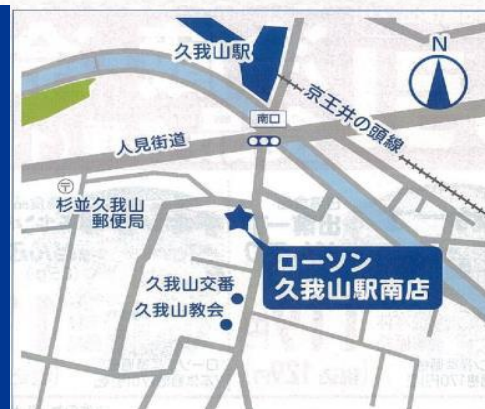 久我山駅
N
南口
京王井の頭線
人見街道
〒
杉並久我山
郵便局
ローソン
久我山駅南店
久我山交番
久我山教会